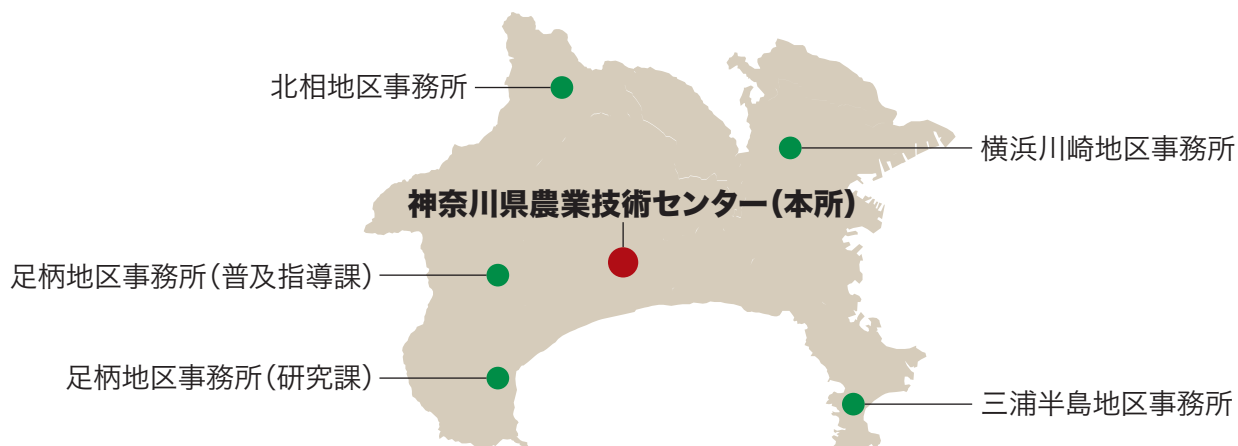 北相地区事務所
横浜川崎地区事務所
神奈川県農業技術センター(本所)
足柄地区事務所(普及指導課)
足柄地区事務所(研究課)
三浦半島地区事務所